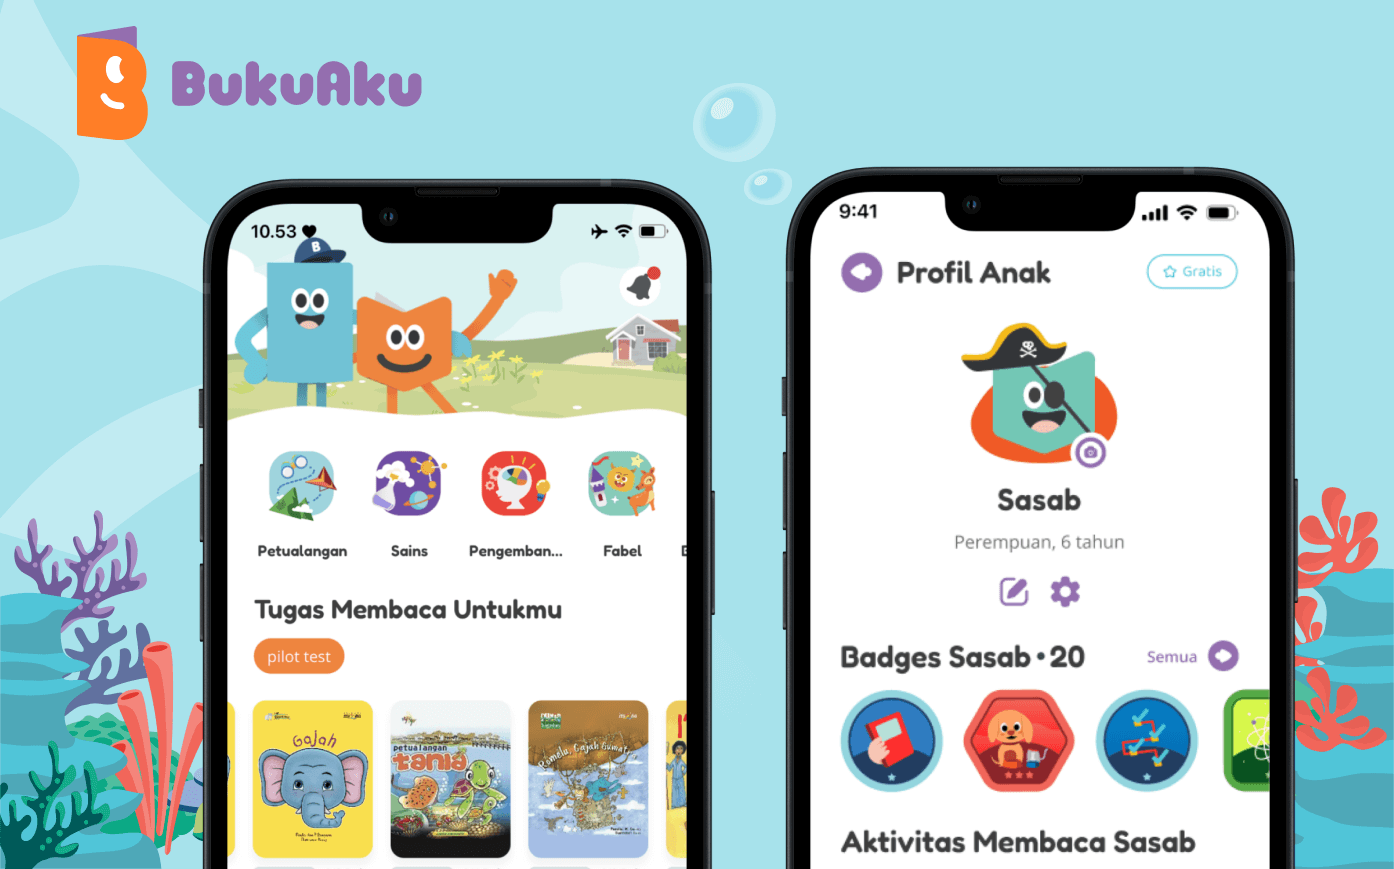 BukuAku
10.53
B
Petualangan
Sains
Pengemban...
Fabel
Tugas Membaca Untukmu
pilot test
Gajah
petualangan
tania
Pomelo, Gajah Sumatra
9:41
Profil Anak
Gratis
Sasab
Perempuan, 6 tahun
Badges Sasab • 20
Semua
Aktivitas Membaca Sasab